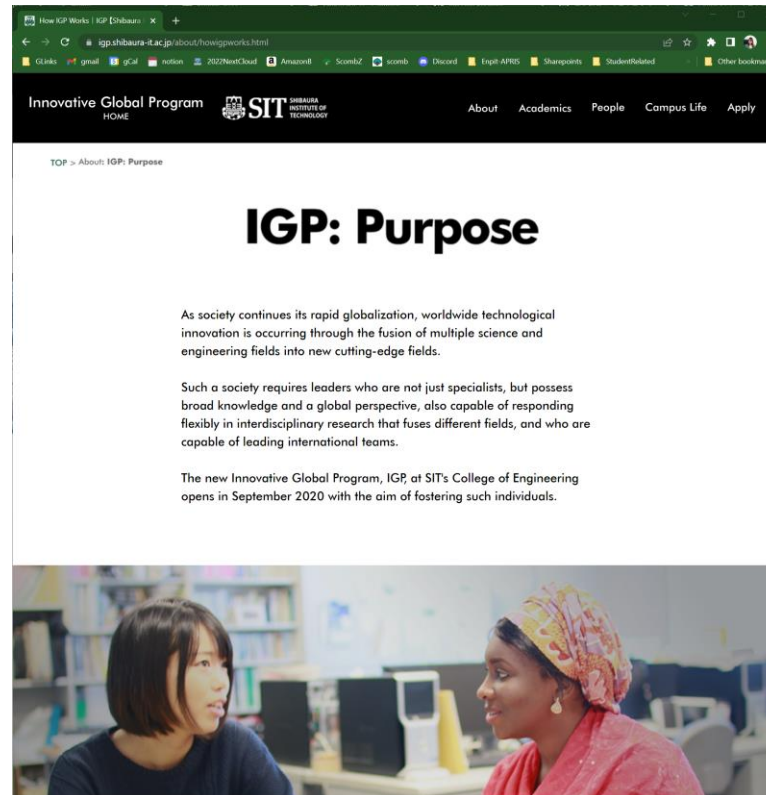 How IGP Works | IGP【Shibaura
igp.shibaura-it.ac.jp/about/howigpworks.html
GLinks gmail gCal notion 2022NextCloud AmazonB ScombZ scomb Discord Enpit-APRIS Sharepoints StudentRelated Other bookmar
Innovative Global Program
HOME
SIT SHIBAURA INSTITUTE OF TECHNOLOGY
About Academics People Campus Life Apply
TOP > About: IGP: Purpose
IGP: Purpose
As society continues its rapid globalization, worldwide technological
innovation is occurring through the fusion of multiple science and
engineering fields into new cutting-edge fields.
Such a society requires leaders who are not just specialists, but possess
broad knowledge and a global perspective, also capable of responding
flexibly in interdisciplinary research that fuses different fields, and who are
capable of leading international teams.
The new Innovative Global Program, IGP, at SIT's College of Engineering
opens in September 2020 with the aim of fostering such individuals.